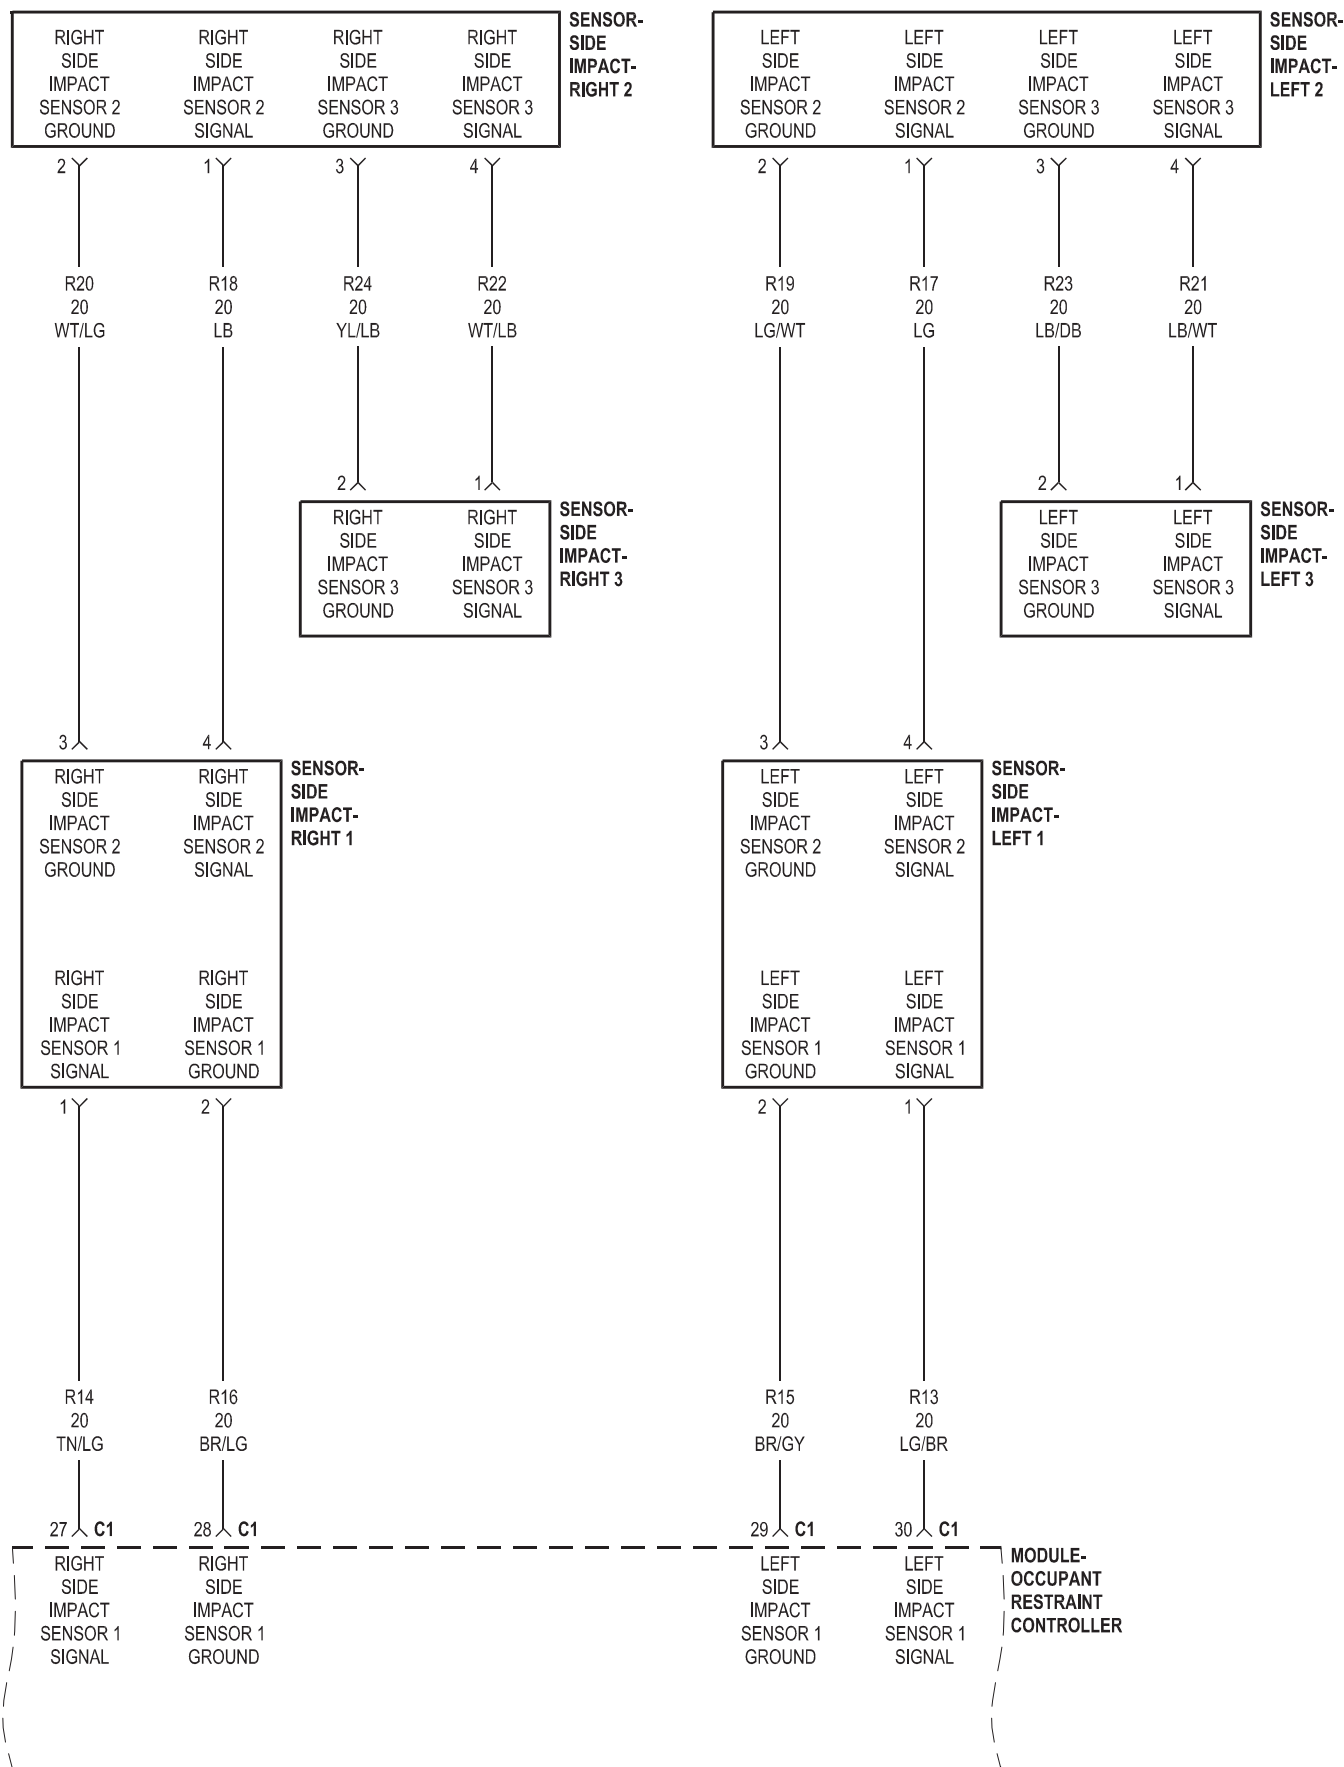 RIGHT SIDE IMPACT SENSOR 2 GROUND
RIGHT SIDE IMPACT SENSOR 2 SIGNAL
RIGHT SIDE IMPACT SENSOR 3 GROUND
RIGHT SIDE IMPACT SENSOR 3 SIGNAL
SENSOR-
SIDE
IMPACT-
RIGHT 2
LEFT SIDE IMPACT SENSOR 2 GROUND
LEFT SIDE IMPACT SENSOR 2 SIGNAL
LEFT SIDE IMPACT SENSOR 3 GROUND
LEFT SIDE IMPACT SENSOR 3 SIGNAL
SENSOR-
SIDE
IMPACT-
LEFT 2
2 1 3 4 2 1 3 4
R20 R18 R24 R22 R19 R17 R23 R21
20 20 20 20 20 20 20 20
WT/LG LB YL/LB WT/LB LG/WT LG LB/DB LB/WT
2 1 2 1
RIGHT SIDE IMPACT SENSOR 3 GROUND
RIGHT SIDE IMPACT SENSOR 3 SIGNAL
SENSOR-
SIDE
IMPACT-
RIGHT 3
LEFT SIDE IMPACT SENSOR 3 GROUND
LEFT SIDE IMPACT SENSOR 3 SIGNAL
SENSOR-
SIDE
IMPACT-
LEFT 3
3 4 3 4
RIGHT SIDE IMPACT SENSOR 2 GROUND
RIGHT SIDE IMPACT SENSOR 2 SIGNAL
SENSOR-
SIDE
IMPACT-
RIGHT 1
LEFT SIDE IMPACT SENSOR 2 GROUND
LEFT SIDE IMPACT SENSOR 2 SIGNAL
SENSOR-
SIDE
IMPACT-
LEFT 1
RIGHT SIDE IMPACT SENSOR 1 SIGNAL
RIGHT SIDE IMPACT SENSOR 1 GROUND
LEFT SIDE IMPACT SENSOR 1 GROUND
LEFT SIDE IMPACT SENSOR 1 SIGNAL
1 2 2 1
R14 R16 R15 R13
20 20 20 20
TN/LG BR/LG BR/GY LG/BR
27 C1 28 C1 29 C1 30 C1
RIGHT SIDE IMPACT SENSOR 1 SIGNAL
RIGHT SIDE IMPACT SENSOR 1 GROUND
LEFT SIDE IMPACT SENSOR 1 GROUND
LEFT SIDE IMPACT SENSOR 1 SIGNAL
MODULE-
OCCUPANT
RESTRAINT
CONTROLLER